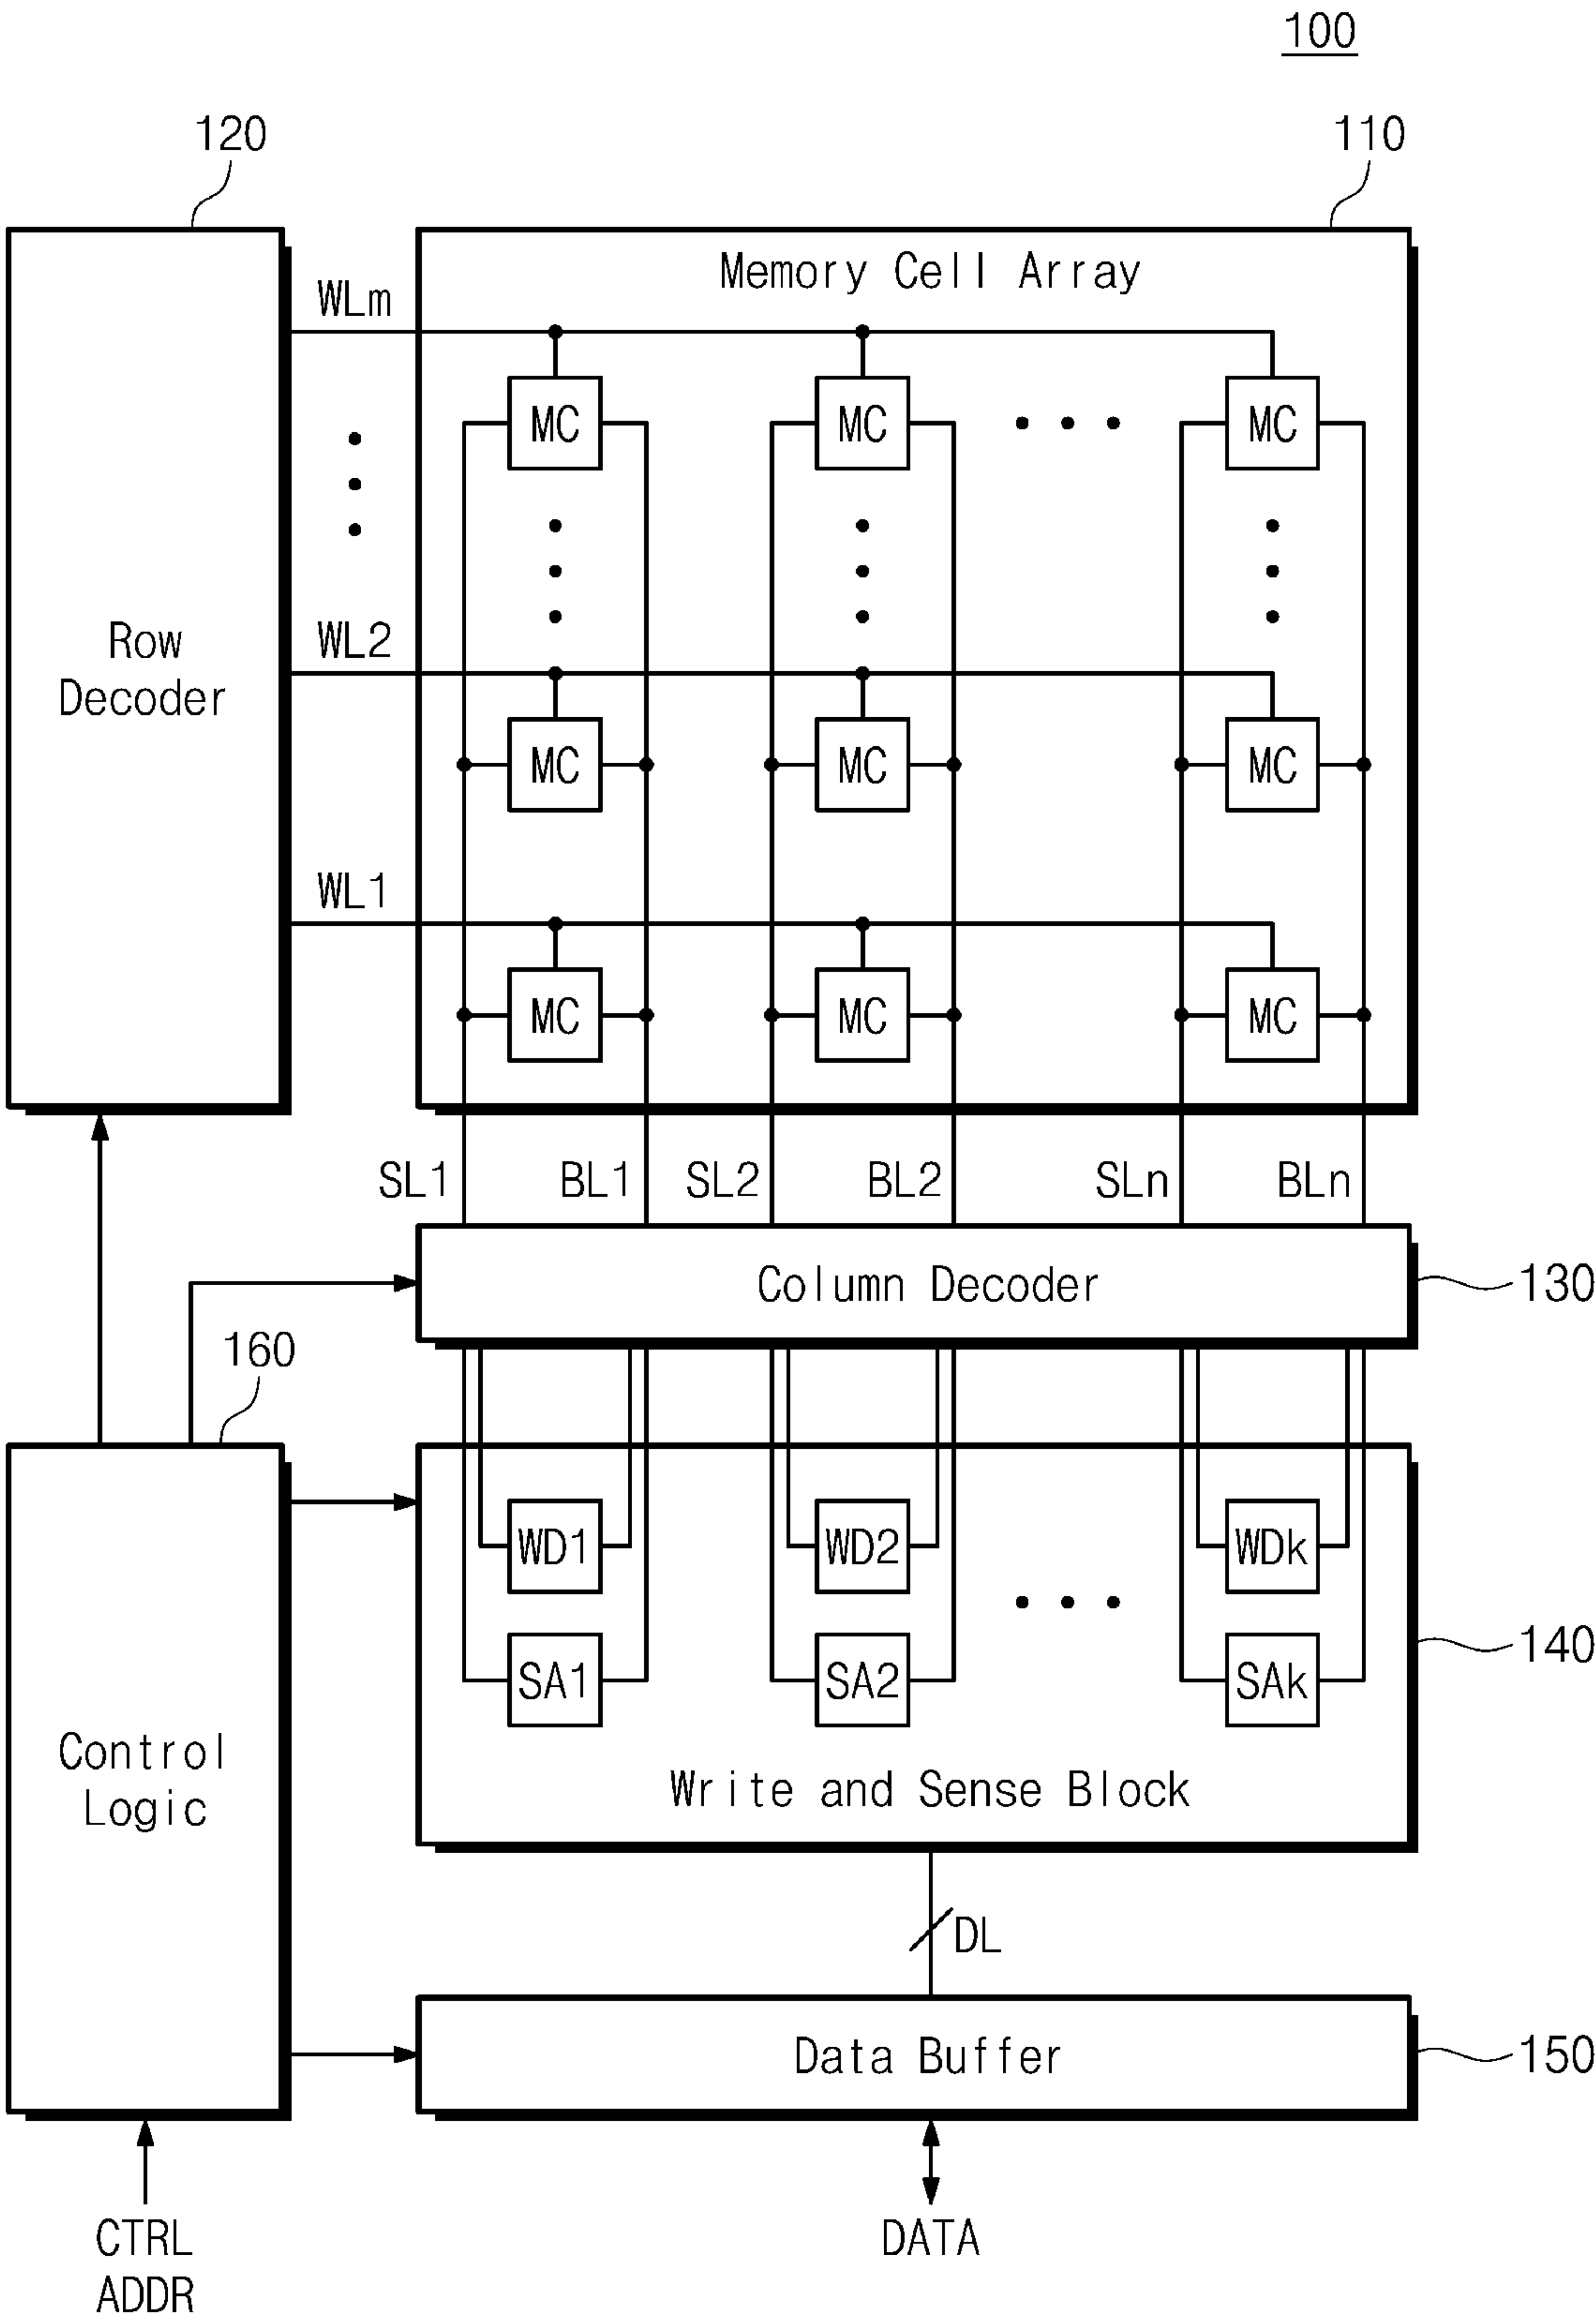 100
120
110
Memory Cell Array
WLm
MC MC MC
Row
Decoder
WL2
MC MC MC
WL1
MC MC MC
SL1 BL1 SL2 BL2 SLn BLn
Column Decoder
130
160
WD1 WD2 WDk
SA1 SA2 SAk
140
Control
Logic
Write and Sense Block
DL
Data Buffer
150
CTRL
ADDR
DATA